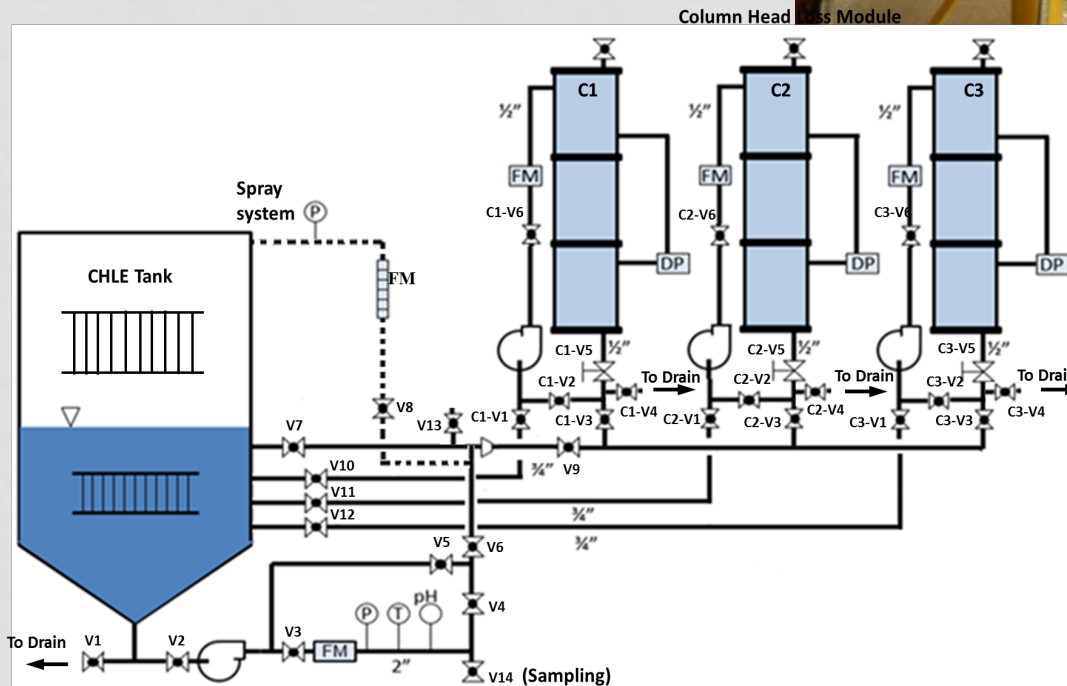 Column Head Loss Module
C1
C2
C3
½"
½"
½"
FM
FM
FM
Spray
system
P
C1-V6
C2-V6
C3-V6
DP
DP
DP
CHLE Tank
FM
C1-V5
½"
C2-V5
½"
C3-V5
½"
C1-V2
To Drain
C2-V2
To Drain
C3-V2
To Drain
V8
V13
C1-V1
C1-V3
C1-V4
C2-V1
C2-V3
C2-V4
C3-V1
C3-V3
C3-V4
V7
V9
V10
¾"
V11
¾"
V12
¾"
V5
V6
V4
P
T
pH
To Drain
V1
V2
V3
FM
2"
V14 (Sampling)